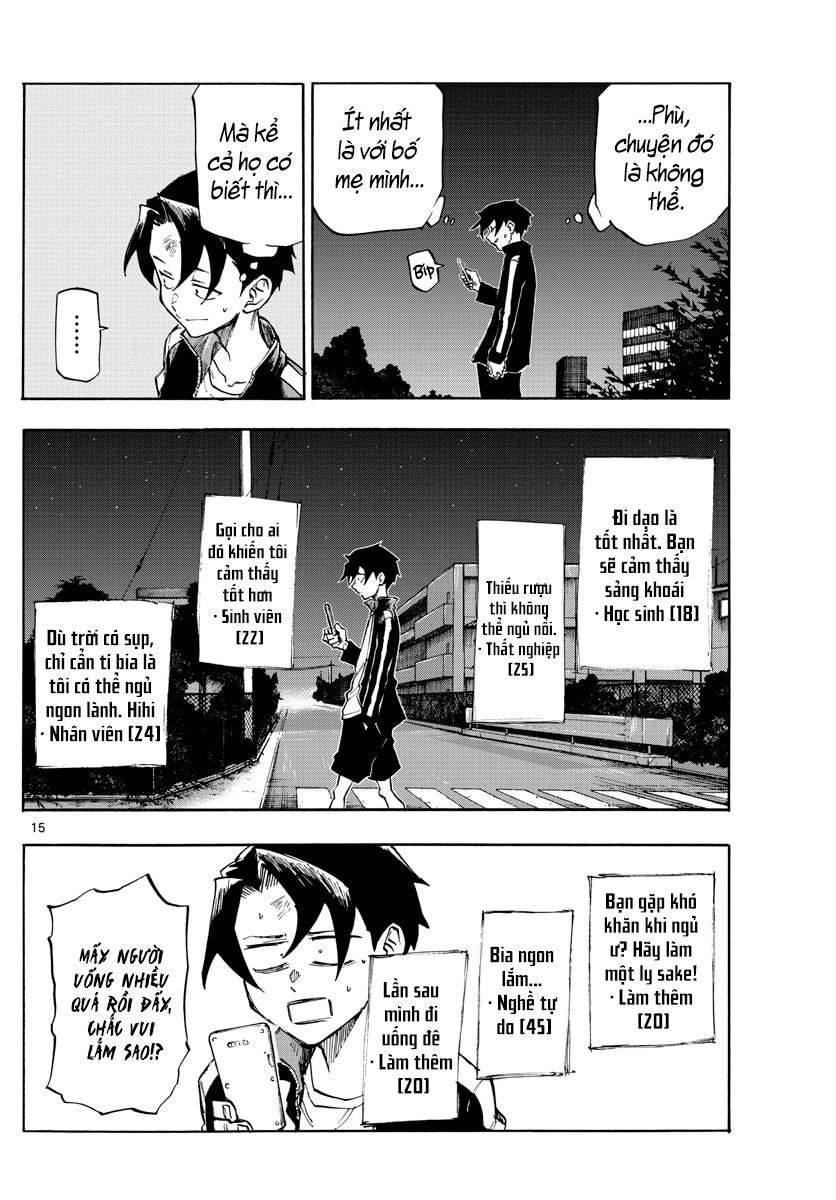 ...Phù,
chuyện đó
là không
thể.
Ít nhất
là với bố
mẹ mình...
Bíp
Mà kể
cả họ có
biết thì...
......
Đi dạo là
tốt nhất. Bạn
sẽ cảm thấy
sảng khoái
· Học sinh [18]
Thiếu rượu
thì không
thể ngủ nổi.
· Thất nghiệp
[25]
Gọi cho ai
đó khiến tôi
cảm thấy
tốt hơn
· Sinh viên
[22]
Dù trời có sụp,
chỉ cần tí bia là
tôi có thể ngủ
ngon lành. Hihi
· Nhân viên [24]
15
Bạn gặp khó
khăn khi ngủ
ư? Hãy làm
một ly sake!
· Làm thêm
[20]
Bia ngon
lắm...
· Nghề tự
do [45]
Lần sau
mình đi
uống đê
· Làm thêm
[20]
MẤY NGƯỜI
UỐNG NHIỀU
QUÁ RỒI ĐẤY,
CHẮC VUI
LẮM SAO!?